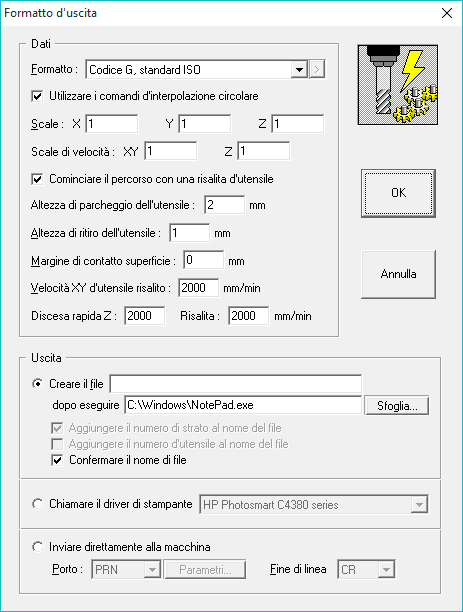 Formatto d'uscita
Dati
Formatto : Codice G, standard ISO >
Utilizzare i comandi d'interpolazione circolare
Scale : X 1 Y 1 Z 1
Scale di velocità : XY 1 Z 1
Cominciare il percorso con una risalita d'utensile
Altezza di parcheggio dell'utensile : 2 mm
Altezza di ritiro dell'utensile : 1 mm
Margine di contatto superficie : 0 mm
Velocità XY d'utensile risalito : 2000 mm/min
Discesa rapida Z : 2000 Risalita : 2000 mm/min
OK
Annulla
Uscita
Creare il file
dopo eseguire C:\Windows\NotePad.exe Sfoglia...
Aggiungere il numero di strato al nome del file
Aggiungere il numero d'utensile al nome del file
Confermare il nome di file
Chiamare il driver di stampante HP Photosmart C4380 series
Inviare direttamente alla macchina
Porto : PRN Parametri... Fine di linea CR